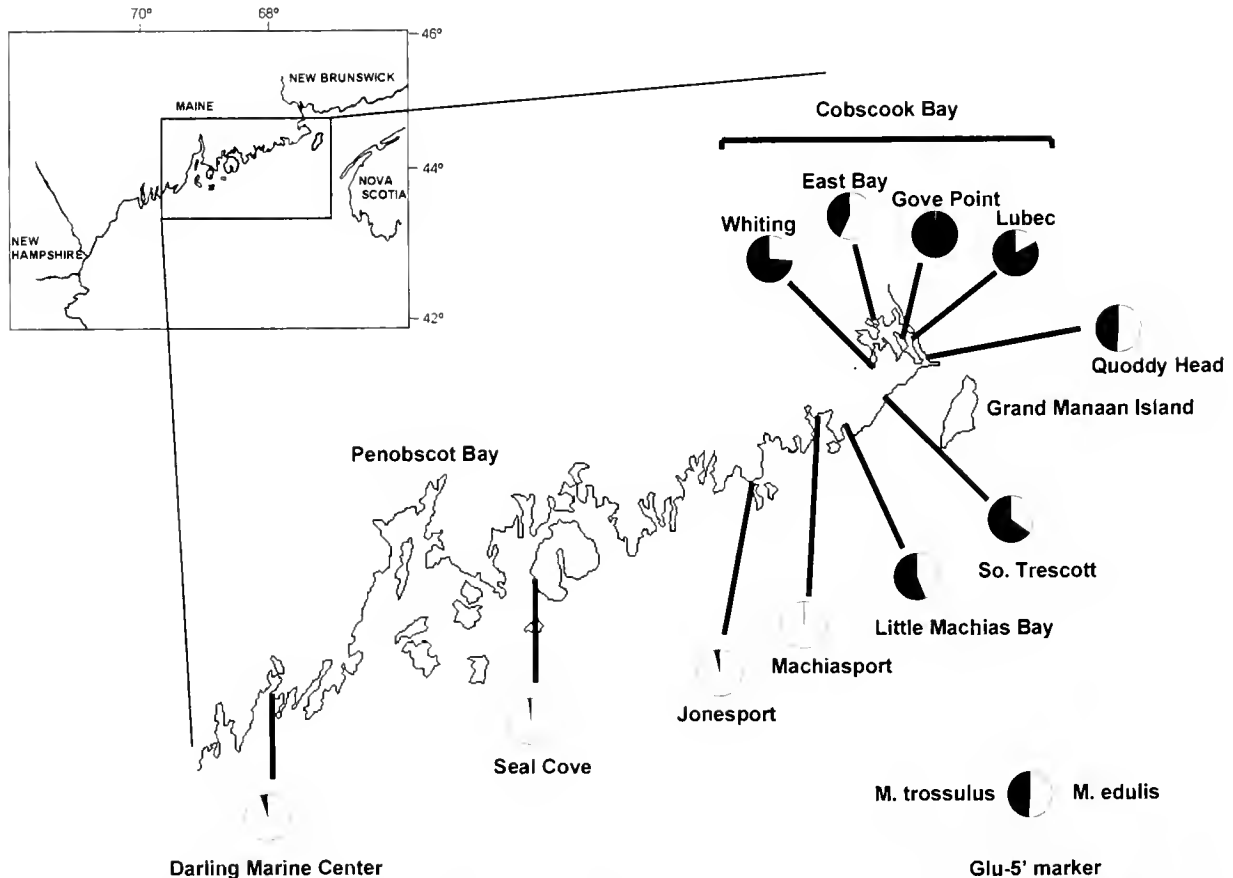 70° 68°
46°
NEW BRUNSWICK
MAINE
44°
NOVA
SCOTIA
NEW
HAMPSHIRE
42°
Cobscook Bay
East Bay
Gove Point
Whiting
Lubec
Quoddy Head
Grand Manaan Island
Penobscot Bay
So. Trescott
Little Machias Bay
Machiasport
Jonesport
Seal Cove
M. trossulus M. edulis
Darling Marine Center
Glu-5' marker